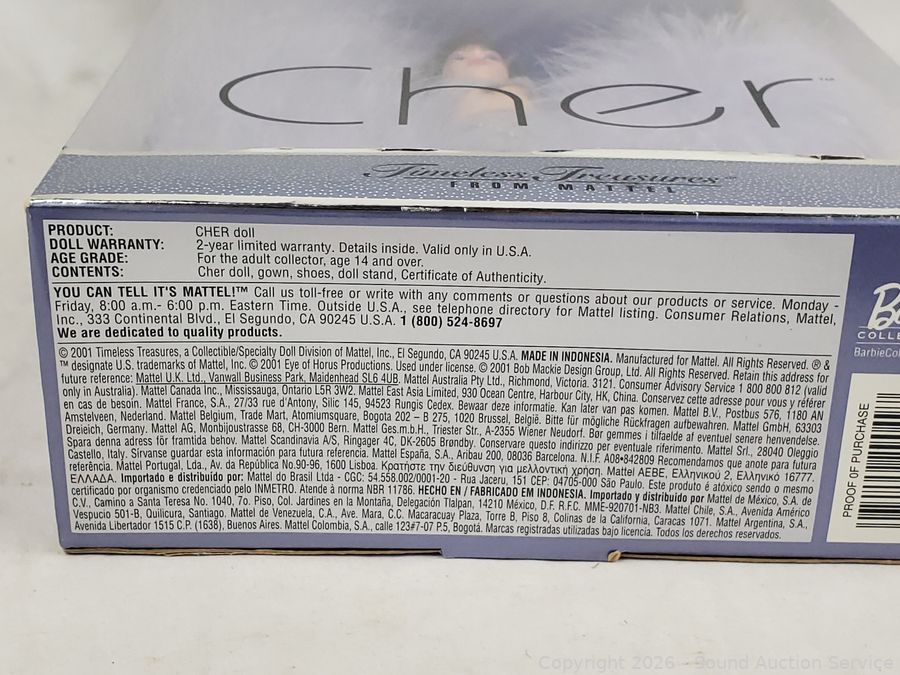 Cher™
Timeless Treasures®
FROM MATTEL
PRODUCT: CHER doll
DOLL WARRANTY: 2-year limited warranty. Details inside. Valid only in U.S.A.
AGE GRADE: For the adult collector, age 14 and over.
CONTENTS: Cher doll, gown, shoes, doll stand, Certificate of Authenticity.
YOU CAN TELL IT'S MATTEL!™ Call us toll-free or write with any comments or questions about our products or service. Monday -
Friday, 8:00 a.m.- 6:00 p.m. Eastern Time. Outside U.S.A., see telephone directory for Mattel listing. Consumer Relations, Mattel,
Inc., 333 Continental Blvd., El Segundo, CA 90245 U.S.A. 1 (800) 524-8697
We are dedicated to quality products.
© 2001 Timeless Treasures, a Collectible/Specialty Doll Division of Mattel, Inc., El Segundo, CA 90245 U.S.A. MADE IN INDONESIA. Manufactured for Mattel. All Rights Reserved. ® &
™ designate U.S. trademarks of Mattel, Inc. © 2001 Eye of Horus Productions. Used under license. © 2001 Bob Mackie Design Group, Ltd. All Rights Reserved. Retain this address for
future reference: Mattel U.K. Ltd., Vanwall Business Park, Maidenhead SL6 4UB. Mattel Australia Pty Ltd., Richmond, Victoria. 3121. Consumer Advisory Service 1 800 800 812 (valid
only in Australia). Mattel Canada Inc., Mississauga, Ontario L5R 3W2. Mattel East Asia Limited, 930 Ocean Centre, Harbour City, HK, China. Conservez cette adresse pour vous y référer
en cas de besoin. Mattel France, S.A., 27/33 rue d'Antony, Silic 145, 94523 Rungis Cedex. Bewaar deze informatie. Kan later van pas komen. Mattel B.V., Postbus 576, 1180 AN
Amstelveen, Nederland. Mattel Belgium, Trade Mart, Atomiumsquare, Bogota 202 – B 275, 1020 Brussel, België. Bitte für mögliche Rückfragen aufbewahren. Mattel GmbH, 63303
Dreieich, Germany. Mattel AG, Monbijoustrasse 68, CH-3000 Bern. Mattel Ges.m.b.H., Triester Str. A-2355 Wiener Neudorf. Bør gemmes i tilfælde af eventuel senere henvendelse.
Spara denna adress för framtida behov. Mattel Scandinavia A/S, Ringager 4C, DK-2605 Brøndby. Conservare questo indirizzo per eventuale riferimento. Mattel Srl., 28040 Oleggio
Castello, Italy. Sírvanse guardar esta información para futura referencia. Mattel España, S.A., Aribau 200, 08036 Barcelona. N.I.F. A08•842809 Recomendamos que anote para futura
referência. Mattel Portugal, Lda., Av. da República No.90-96, 1600 Lisboa. Κρατήστε την διεύθυνση για μελλοντική χρήση. Mattel AEBE, Ελληνικού 2, Ελληνικό 16777,
ΕΛΛΑΔΑ. Importado e distribuído por: Mattel do Brasil Ltda - CGC: 54.558.002/0001-20 - Rua Jaceru, 151 CEP: 04705-000 São Paulo. Este produto é atóxico sendo o mesmo
certificado por organismo credenciado pelo INMETRO. Atende à norma NBR 11786. HECHO EN / FABRICADO EM INDONESIA. Importado y distribuido por Mattel de México, S.A. de
C.V., Camino a Santa Teresa No. 1040, 7o. Piso, Col. Jardines en la Montaña, Delegación Tlalpan, 14210 México, D.F. R.F.C. MME-920701-NB3. Mattel Chile, S.A., Avenida Américo
Vespucio 501-B, Quilicura, Santiago. Mattel de Venezuela, C.A., Ave. Mara, C.C. Macaracuay Plaza, Torre B, Piso 8, Colinas de la California, Caracas 1071. Mattel Argentina, S.A.,
Avenida Libertador 1515 C.P. (1638), Buenos Aires. Mattel Colombia, S.A., calle 123#7-07 P.5, Bogotá. Marcas registradas utilizadas bajo licencia. Todos los derechos reservados.
PROOF OF PURCHASE
Copyright 2026 - Sound Auction Service